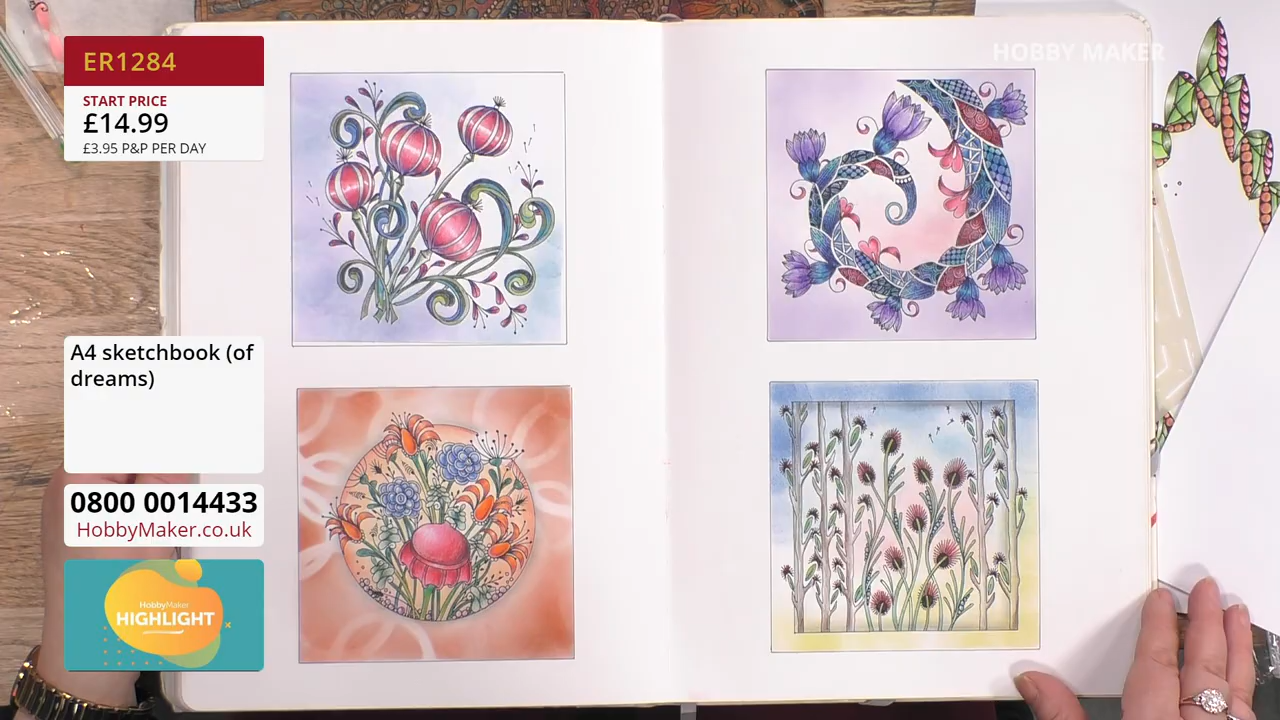 ER1284
START PRICE
£14.99
£3.95 P&P PER DAY
HOBBY MAKER
A4 sketchbook (of
dreams)
0800 0014433
HobbyMaker.co.uk
HobbyMaker
HIGHLIGHT